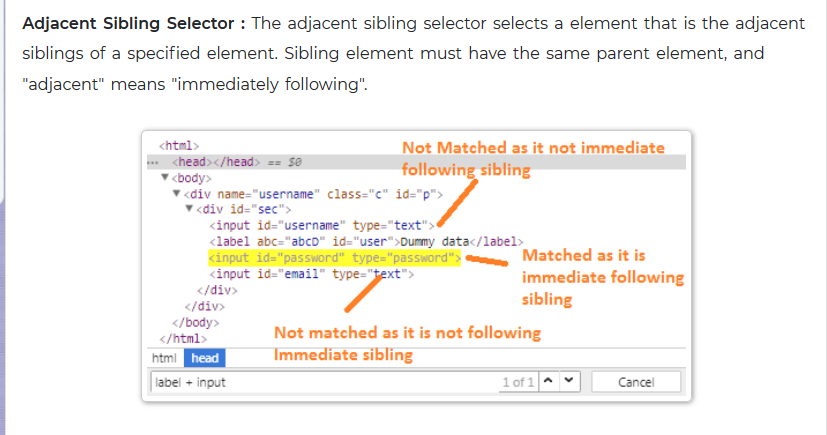 Adjacent Sibling Selector : The adjacent sibling selector selects a element that is the adjacent
siblings of a specified element. Sibling element must have the same parent element, and
"adjacent" means "immediately following".
<html>
Not Matched as it not immediate
following sibling
··· <head></head> == $0
▼<body>
▼<div name="username" class="c" id="p">
▼<div id="sec">
<input id="username" type="text">
<label abc="abcD" id="user">Dummy data</label>
<input id="password" type="password">
Matched as it is
immediate following
sibling
<input id="email" type="text">
</div>
</div>
</body>
</html>
Not matched as it is not following
Immediate sibling
html head
label + input 1 of 1 Cancel